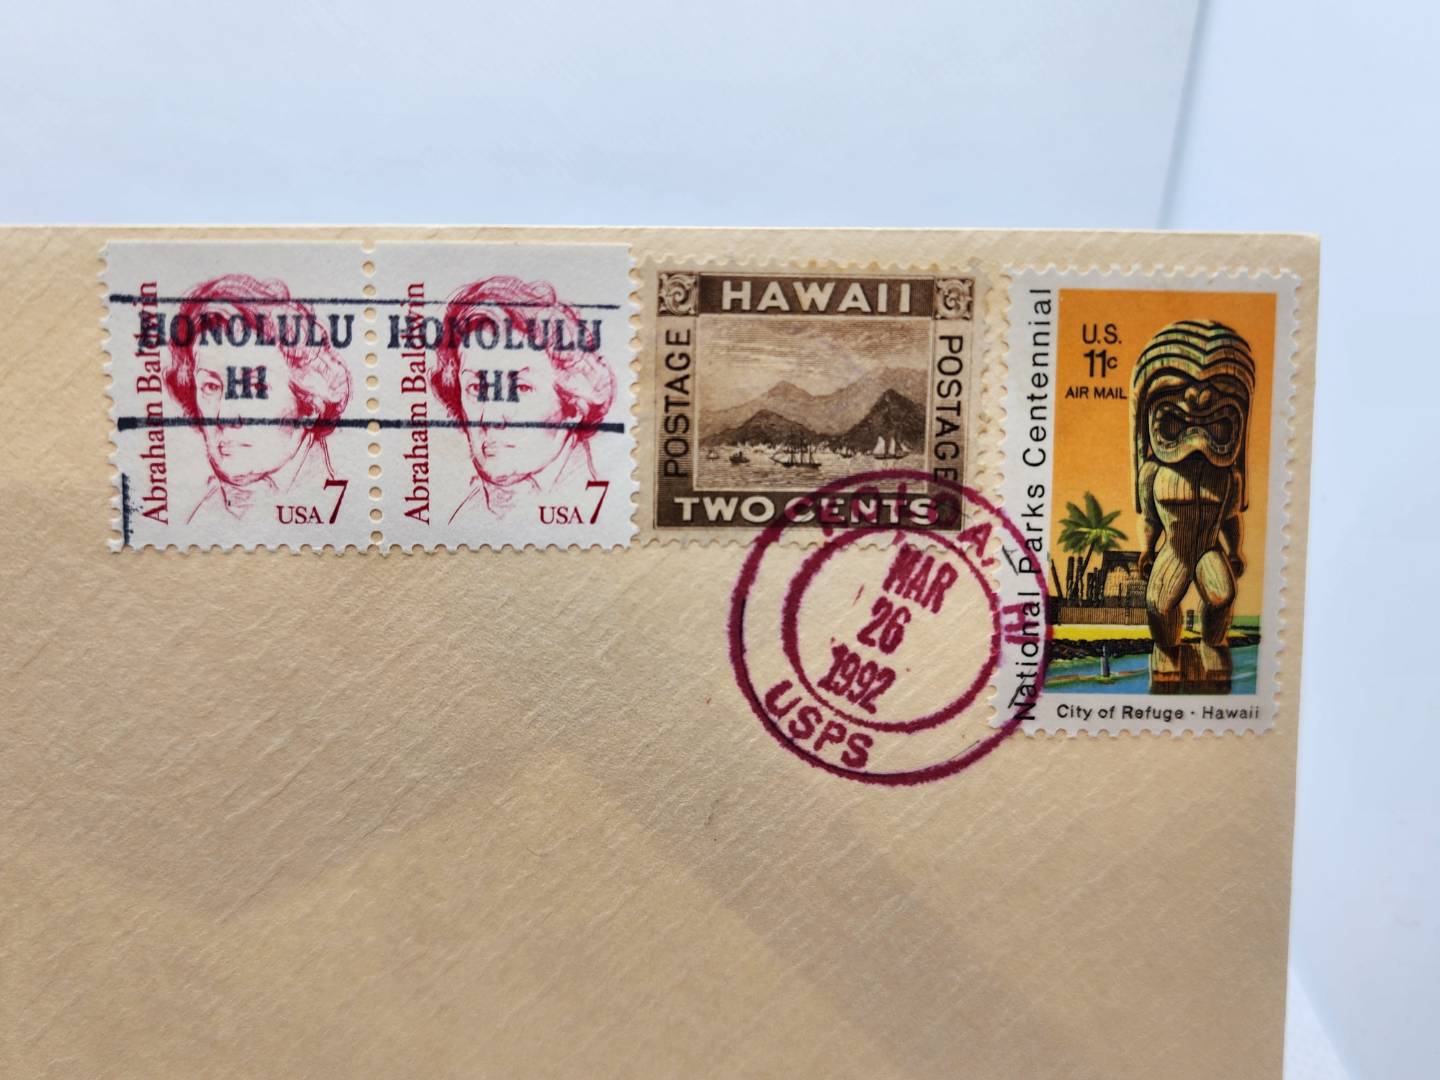 Abraham Baldwin
HONOLULU
HI
USA 7
Abraham Baldwin
HONOLULU
HI
USA 7
HAWAII
POSTAGE
POSTAGE
TWO CENTS
HI
MAR
26
1992
USPS
National Parks Centennial
U.S.
11c
AIR MAIL
City of Refuge · Hawaii